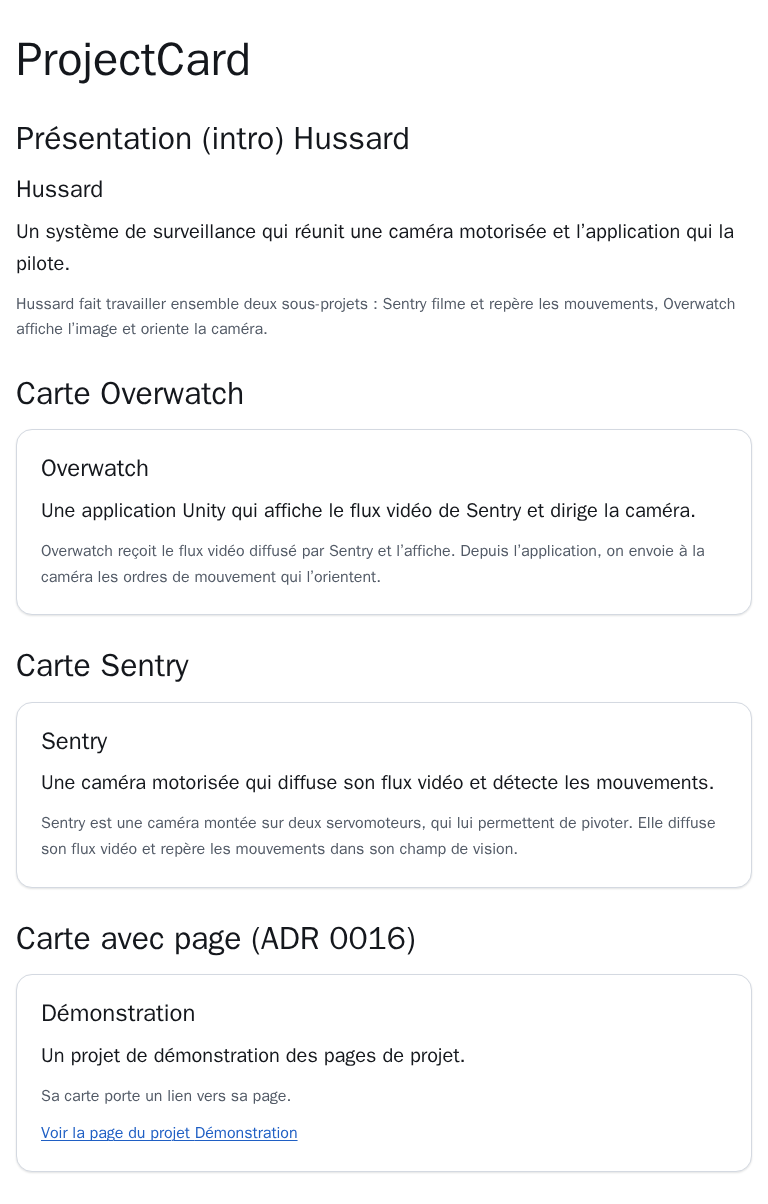 ProjectCard
Présentation (intro) Hussard
Hussard
Un système de surveillance qui réunit une caméra motorisée et l’application qui la
pilote.
Hussard fait travailler ensemble deux sous-projets : Sentry filme et repère les mouvements, Overwatch
affiche l’image et oriente la caméra.
Carte Overwatch
Overwatch
Une application Unity qui affiche le flux vidéo de Sentry et dirige la caméra.
Overwatch reçoit le flux vidéo diffusé par Sentry et l’affiche. Depuis l’application, on envoie à la
caméra les ordres de mouvement qui l’orientent.
Carte Sentry
Sentry
Une caméra motorisée qui diffuse son flux vidéo et détecte les mouvements.
Sentry est une caméra montée sur deux servomoteurs, qui lui permettent de pivoter. Elle diffuse
son flux vidéo et repère les mouvements dans son champ de vision.
Carte avec page (ADR 0016)
Démonstration
Un projet de démonstration des pages de projet.
Sa carte porte un lien vers sa page.
Voir la page du projet Démonstration